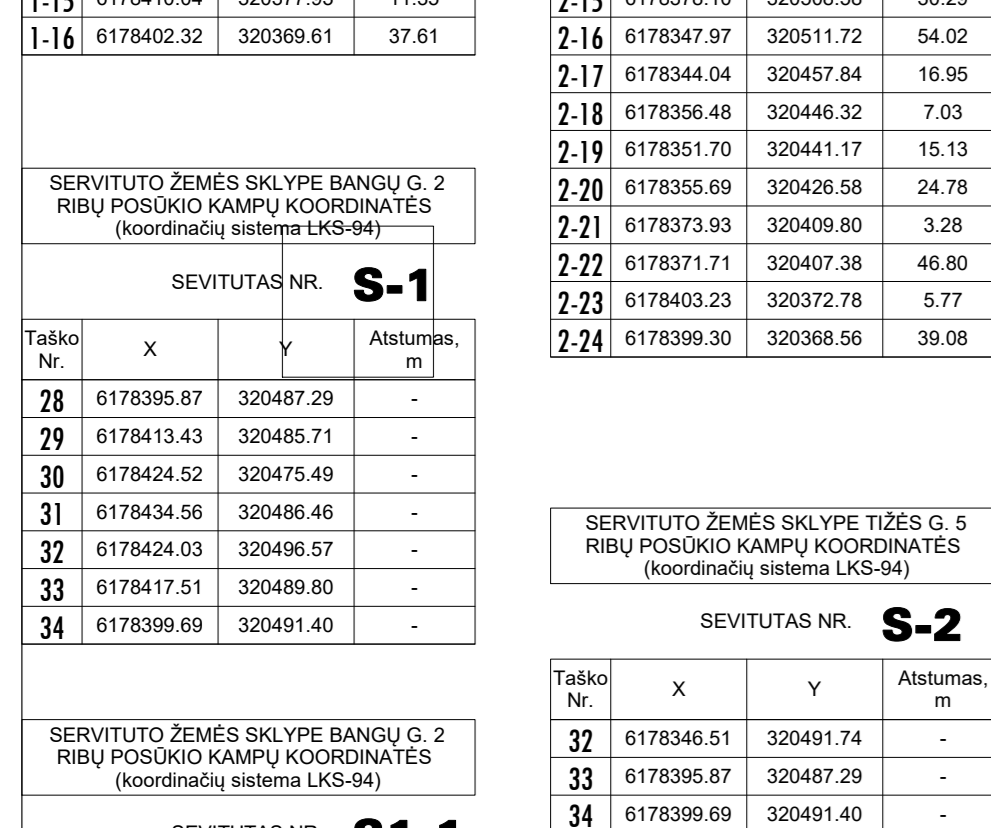 1-16 6178402.32 320369.61 37.61
SERVITUTO ŽEMĖS SKLYPE BANGŲ G. 2
RIBŲ POSŪKIO KAMPŲ KOORDINATĖS
(koordinačių sistema LKS-94)
SEVITUTAS NR. S-1
Taško Nr. X Y Atstumas, m
28 6178395.87 320487.29 -
29 6178413.43 320485.71 -
30 6178424.52 320475.49 -
31 6178434.56 320486.46 -
32 6178424.03 320496.57 -
33 6178417.51 320489.80 -
34 6178399.69 320491.40 -
SERVITUTO ŽEMĖS SKLYPE BANGŲ G. 2
RIBŲ POSŪKIO KAMPŲ KOORDINATĖS
(koordinačių sistema LKS-94)
2-16 6178347.97 320511.72 54.02
2-17 6178344.04 320457.84 16.95
2-18 6178356.48 320446.32 7.03
2-19 6178351.70 320441.17 15.13
2-20 6178355.69 320426.58 24.78
2-21 6178373.93 320409.80 3.28
2-22 6178371.71 320407.38 46.80
2-23 6178403.23 320372.78 5.77
2-24 6178399.30 320368.56 39.08
SERVITUTO ŽEMĖS SKLYPE TIŽĖS G. 5
RIBŲ POSŪKIO KAMPŲ KOORDINATĖS
(koordinačių sistema LKS-94)
SEVITUTAS NR. S-2
Taško Nr. X Y Atstumas, m
32 6178346.51 320491.74 -
33 6178395.87 320487.29 -
34 6178399.69 320491.40 -